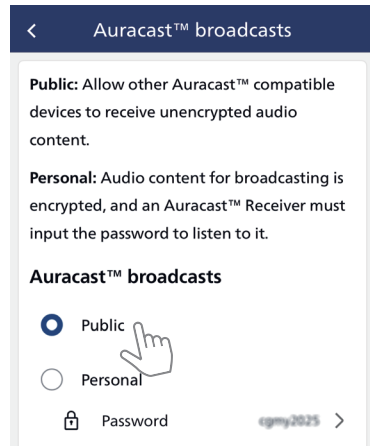 Auracast™ broadcasts
Public: Allow other Auracast™ compatible
devices to receive unencrypted audio
content.
Personal: Audio content for broadcasting is
encrypted, and an Auracast™ Receiver must
input the password to listen to it.
Auracast™ broadcasts
Public
Personal
Password